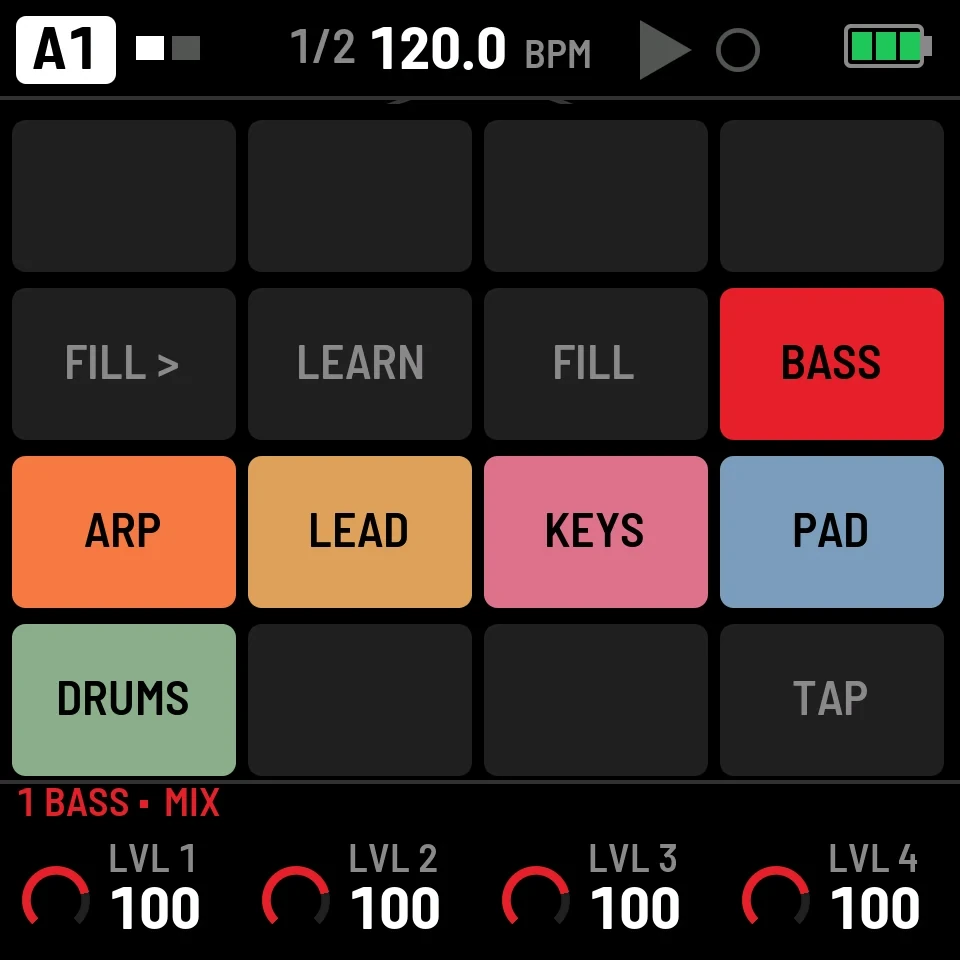 A1 1/2 120.0 BPM
FILL > LEARN FILL BASS
ARP LEAD KEYS PAD
DRUMS TAP
1 BASS ▪ MIX
LVL 1 LVL 2 LVL 3 LVL 4
100 100 100 100